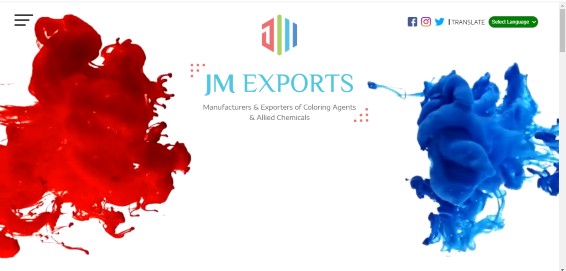 TRANSLATE
Select Language
JM EXPORTS
Manufacturers & Exporters of Coloring Agents
& Allied Chemicals